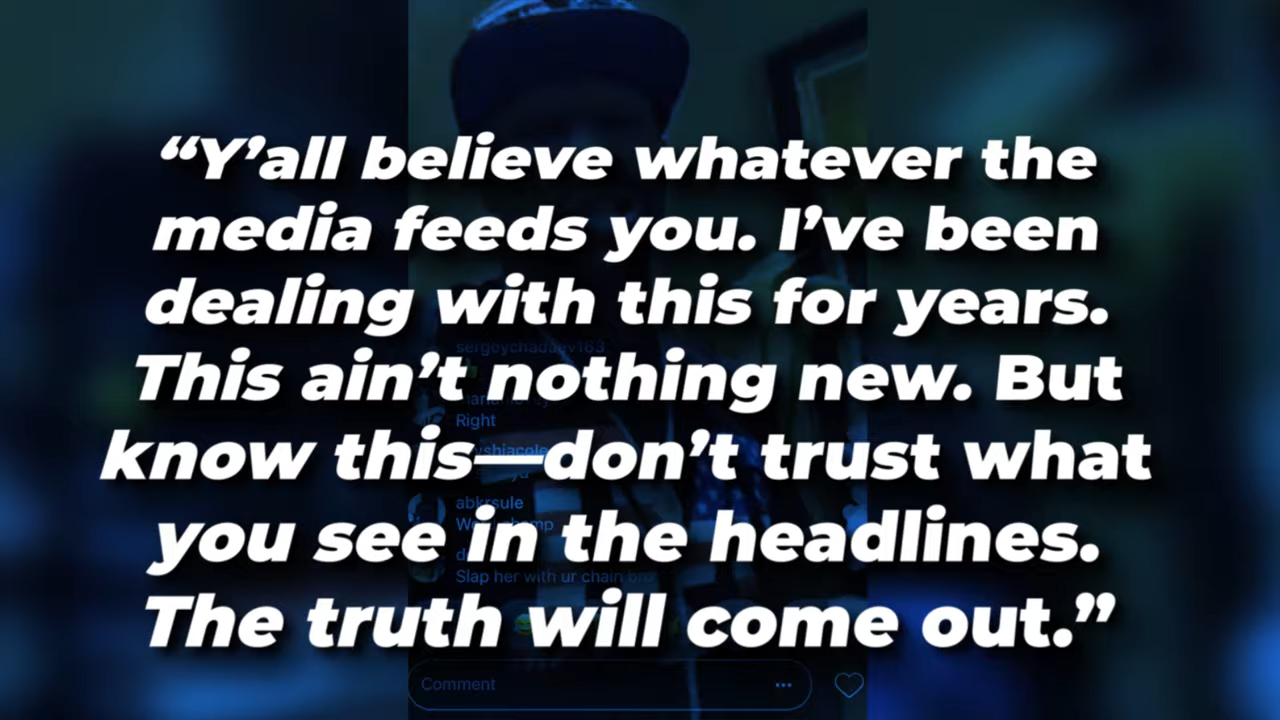 “Y’all believe whatever the
media feeds you. I’ve been
dealing with this for years.
sergeychadaev163
This ain’t nothing new. But
Right
know this—don’t trust what
abkrsule
you see in the headlines.
Slap her with ur chain bro
The truth will come out.”
Comment